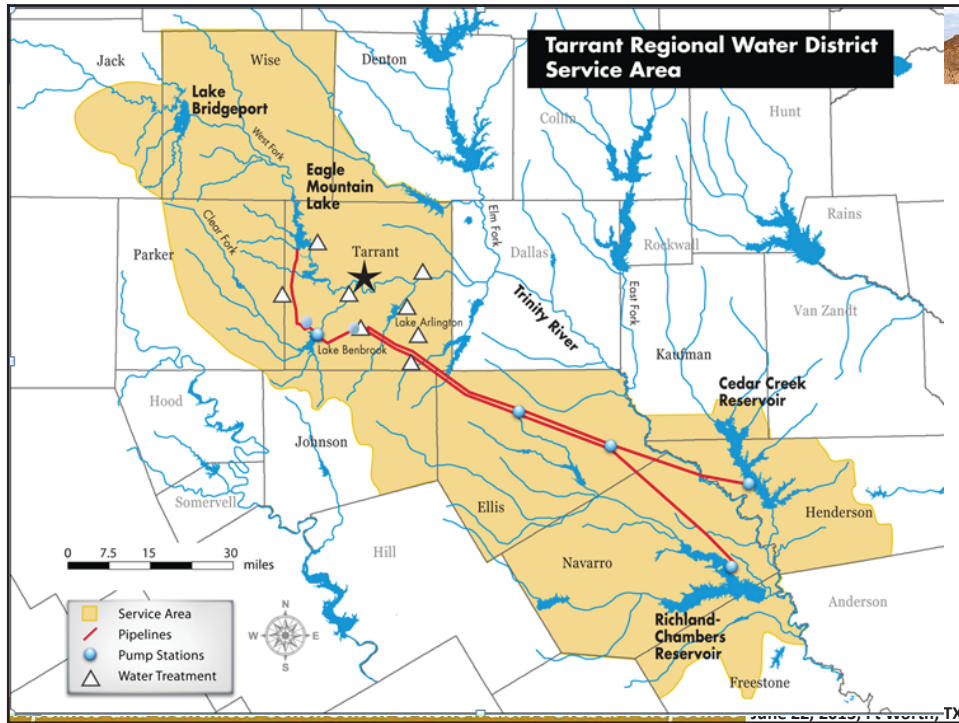 Tarrant Regional Water District
Service Area
Jack
Wise
Denton
Collin
Hunt
Lake
Bridgeport
West Fork
Eagle
Mountain
Lake
Clear Fork
Elm Fork
Parker
Tarrant
Dallas
Rockwall
Rains
East Fork
Trinity River
Van Zandt
Lake Arlington
Lake Benbrook
Kaufman
Cedar Creek
Reservoir
Hood
Johnson
Ellis
Henderson
Somervell
Hill
Navarro
Anderson
Richland-
Chambers
Reservoir
Freestone
0 7.5 15 30
miles
Service Area
Pipelines
Pump Stations
Water Treatment
N
W E
S
TX